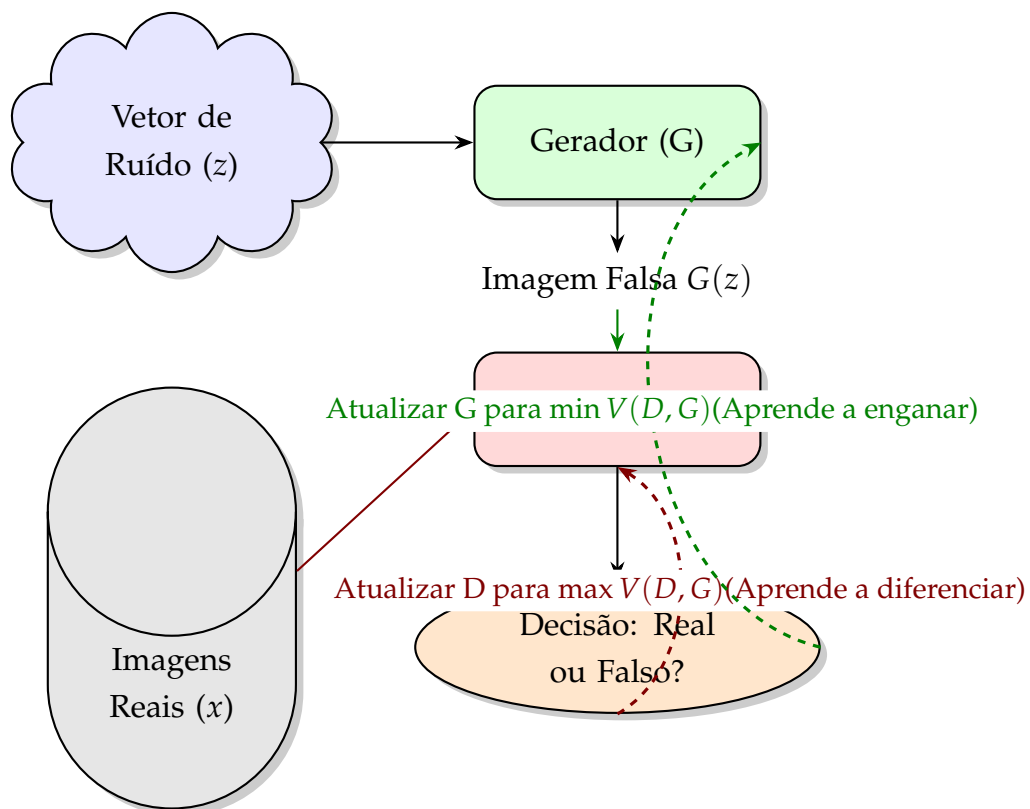 Vetor de
Ruído (z)
Gerador (G)
Imagem Falsa G(z)
Atualizar G para min V(D, G)(Aprende a enganar)
Atualizar D para max V(D, G)(Aprende a diferenciar)
Decisão: Real
ou Falso?
Imagens
Reais (x)